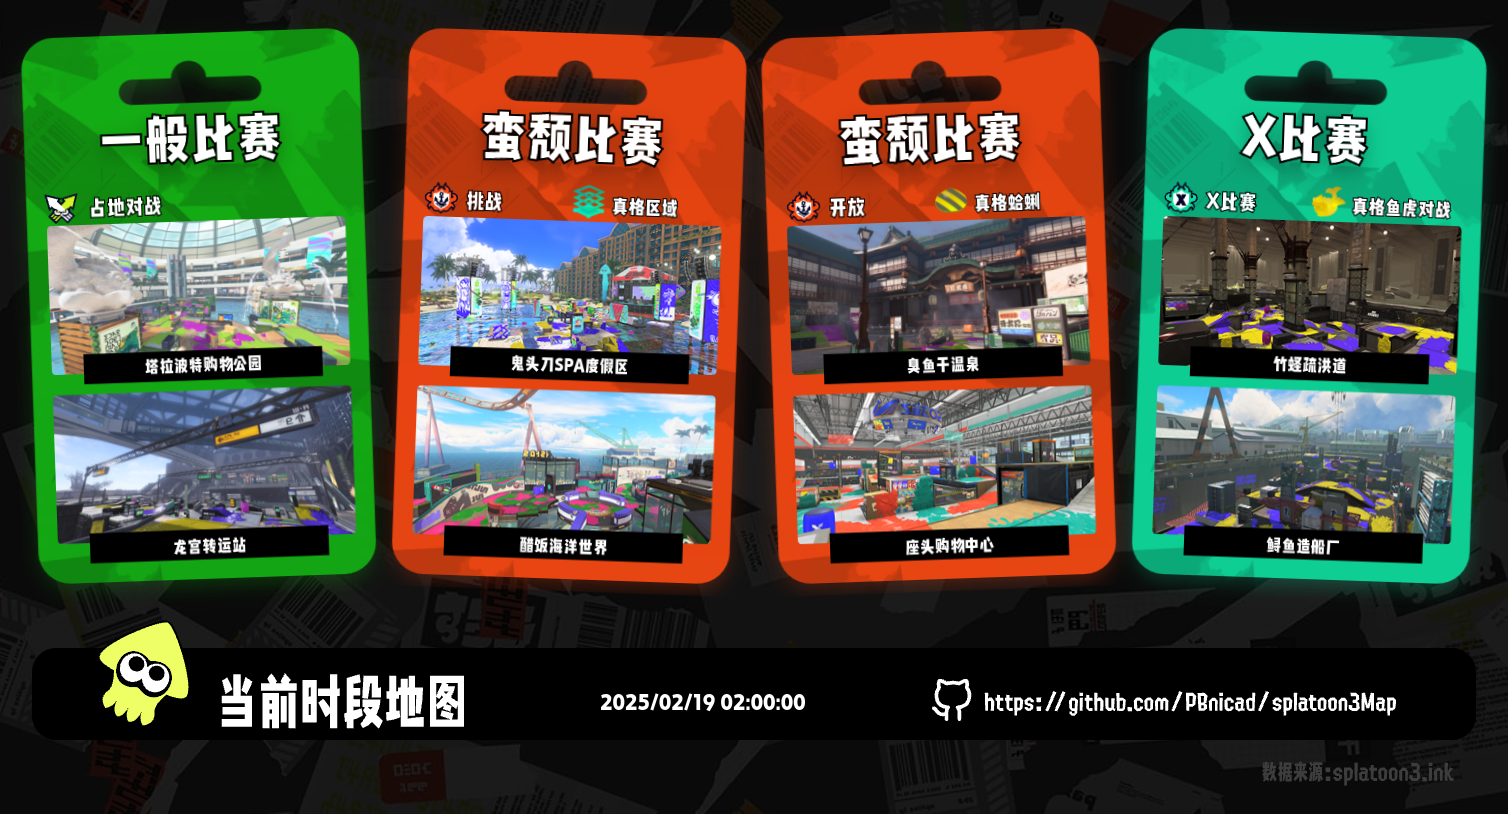 一般比赛
占地对战
塔拉波特购物公园
龙宫转运站
蛮颓比赛
挑战
真格区域
鬼头刀SPA度假区
醋饭海洋世界
蛮颓比赛
开放
真格蛤蜊
臭鱼干温泉
座头购物中心
X比赛
X比赛
真格鱼虎对战
竹蛏疏洪道
鲟鱼造船厂
当前时段地图
2025/02/19 02:00:00
https://github.com/PBnicad/splatoon3Map
数据来源:splatoon3.ink